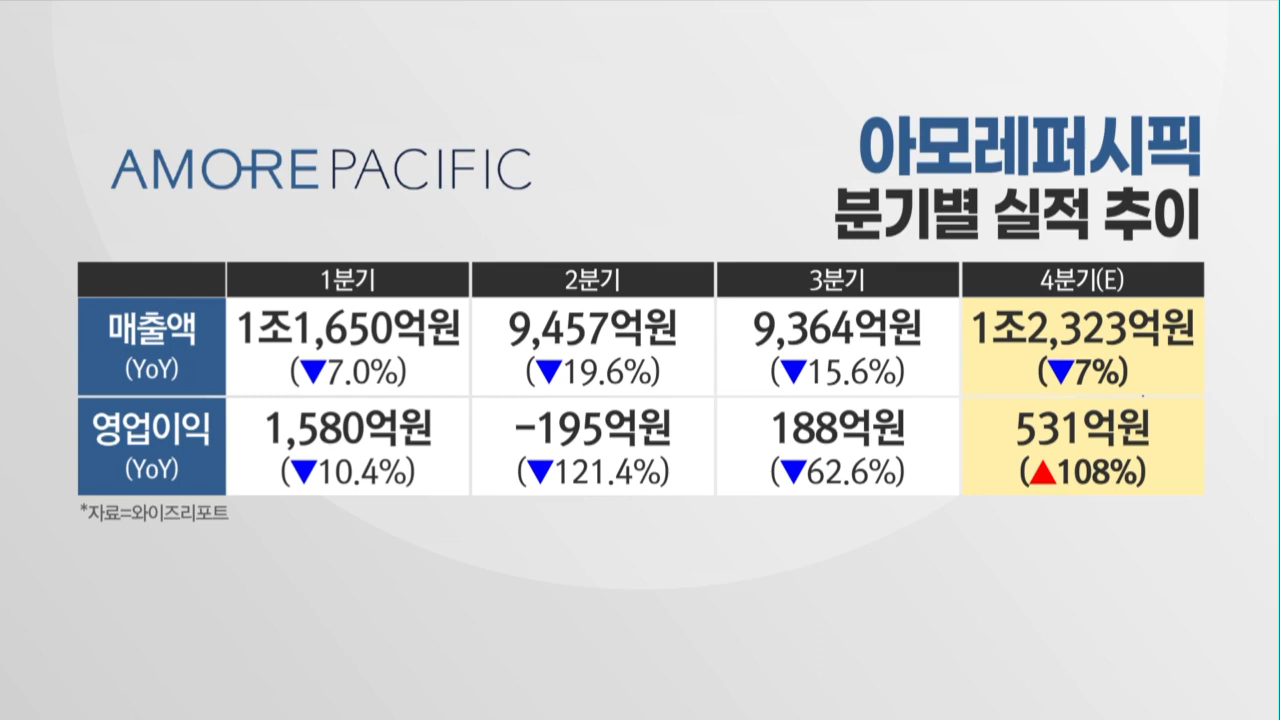 AMOREPACIFIC
아모레퍼시픽
분기별 실적 추이
1분기 2분기 3분기 4분기(E)
매출액 1조1,650억원 9,457억원 9,364억원 1조2,323억원
(YoY) (▼7.0%) (▼19.6%) (▼15.6%) (▼7%)
영업이익 1,580억원 -195억원 188억원 531억원
(YoY) (▼10.4%) (▼121.4%) (▼62.6%) (▲108%)
*자료=와이즈리포트